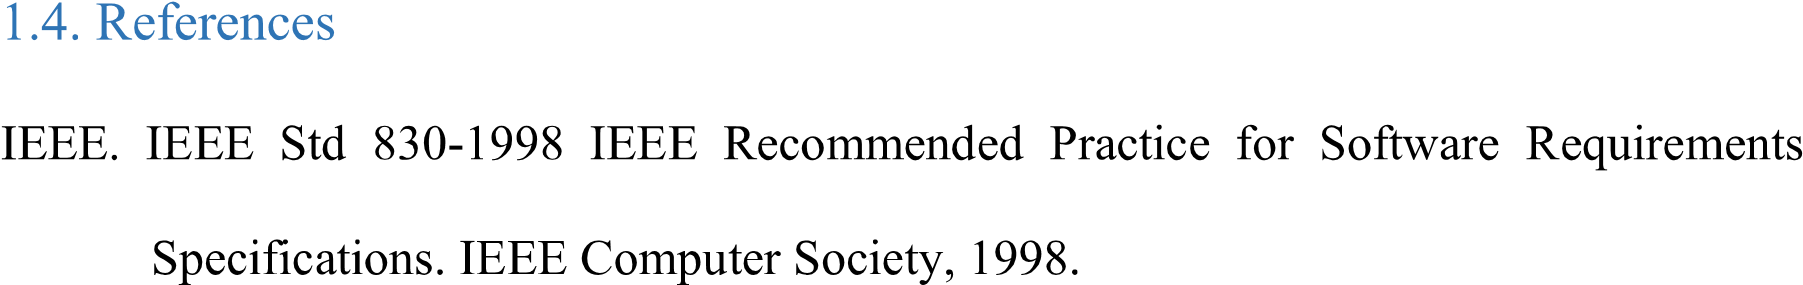 1.4. References
IEEE. IEEE Std 830-1998 IEEE Recommended Practice for Software Requirements
Specifications. IEEE Computer Society, 1998.